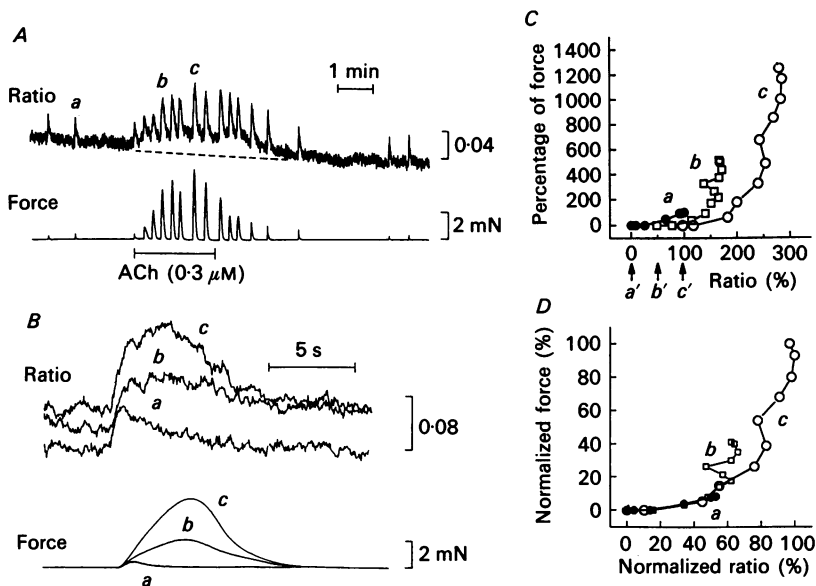 A
1 min
Ratio
a
b
c
0·04
Force
2 mN
ACh (0·3 μM)
B
Ratio
c
b
a
5 s
0·08
Force
c
b
a
2 mN
C
Percentage of force
1400
1200
1000
800
600
400
200
0
c
b
a
0 100 200 300
a′ b′ c′
Ratio (%)
D
Normalized force (%)
100
80
60
40
20
0
b
c
a
0 20 40 60 80 100
Normalized ratio (%)